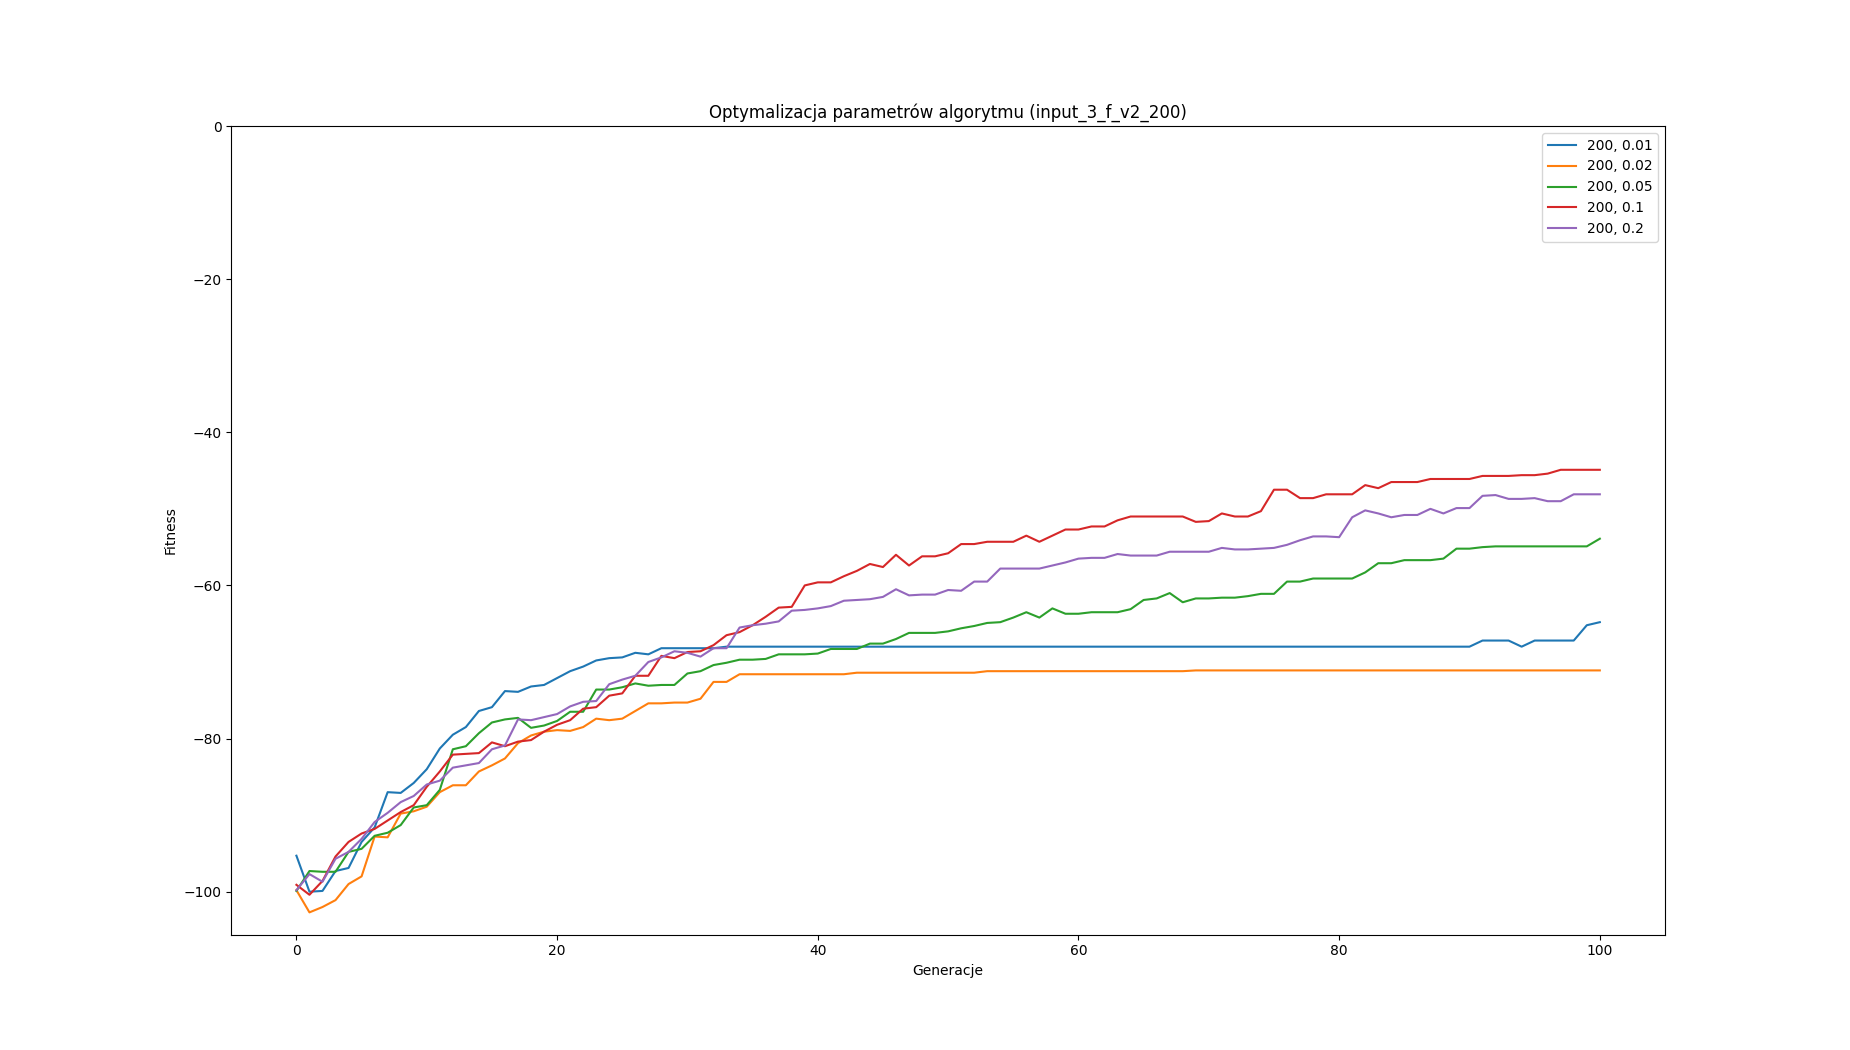 Optymalizacja parametrów algorytmu (input_3_f_v2_200)
200, 0.01
200, 0.02
200, 0.05
200, 0.1
200, 0.2
0
−20
−40
−60
−80
−100
Fitness
0 20 40 60 80 100
Generacje